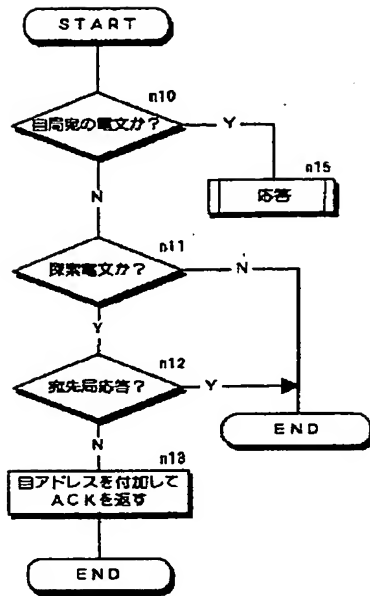 START
n10
自局宛の電文か？
Y
n15
応答
N
n11
探索電文か？
N
Y
n12
宛先局応答？
Y
END
N
n13
自アドレスを付加して
ACKを返す
END